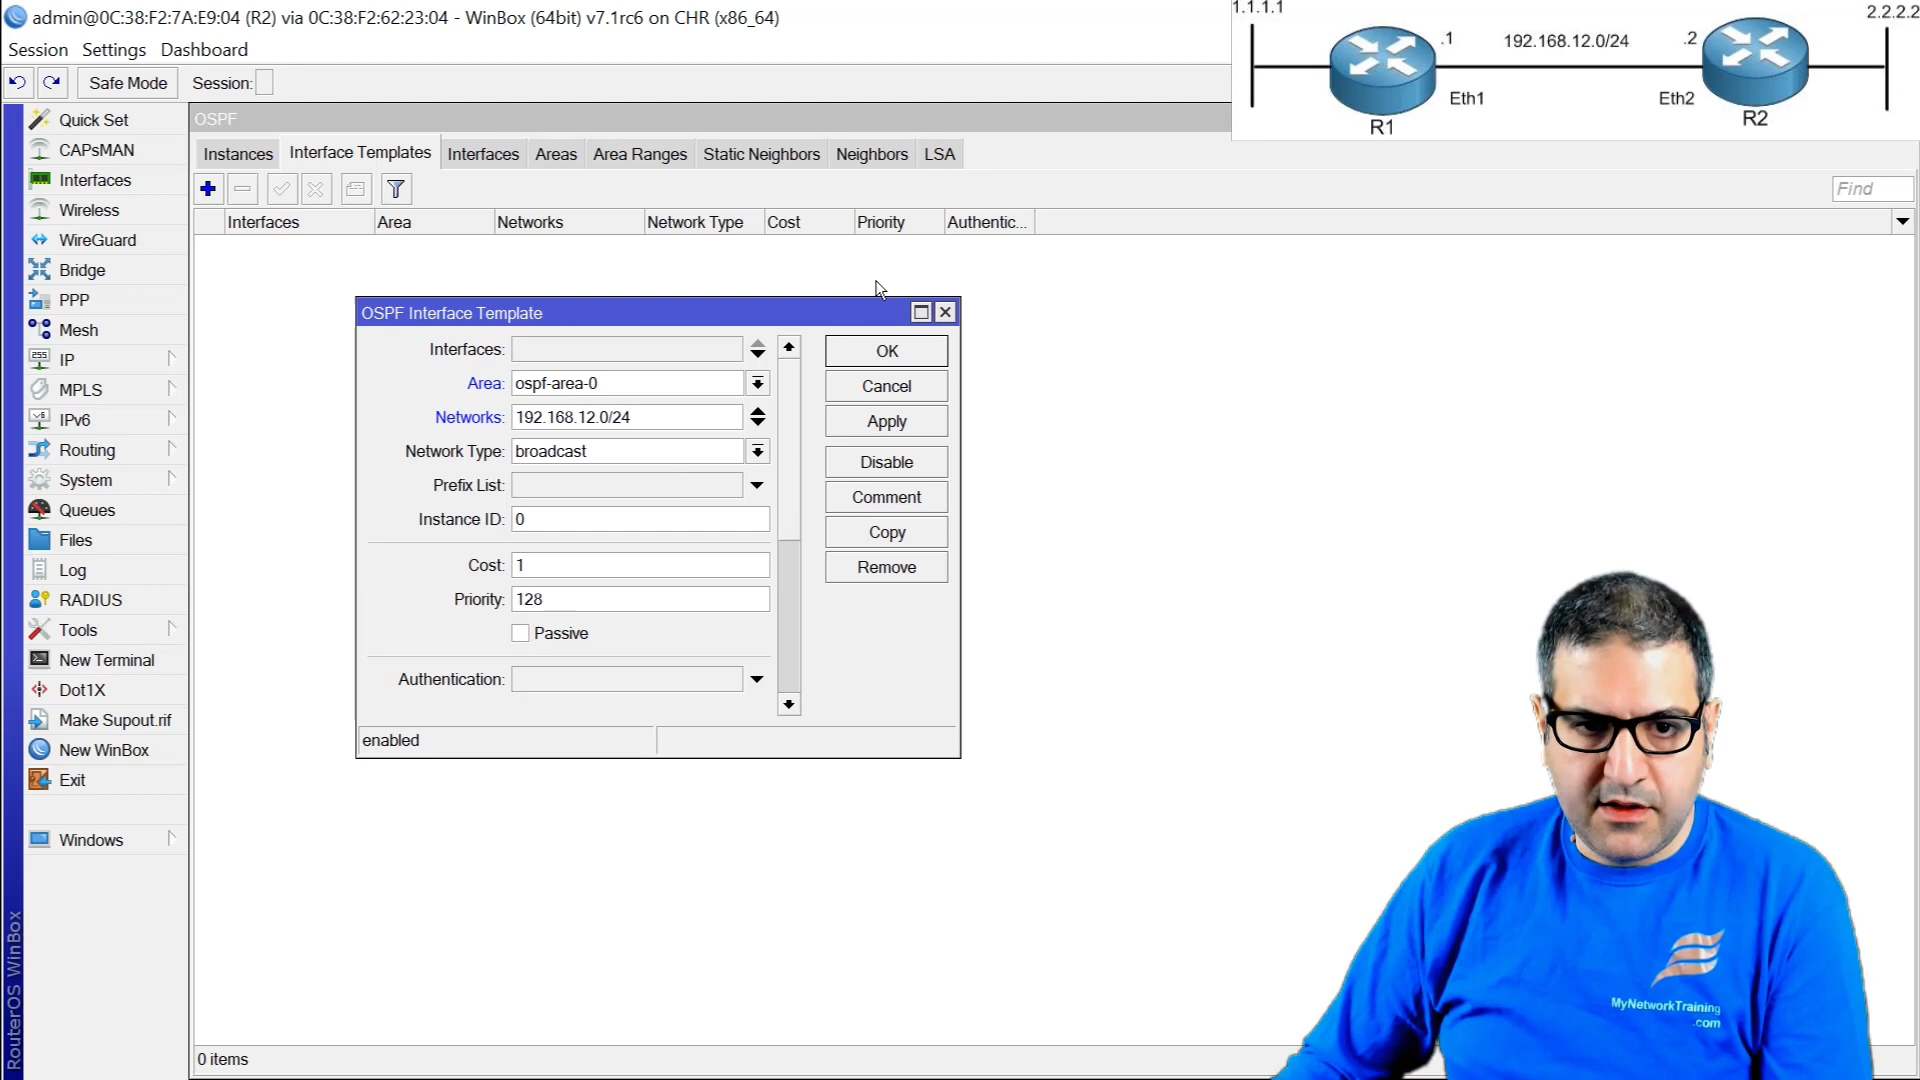 admin@0C:38:F2:7A:E9:04 (R2) via 0C:38:F2:62:23:04 - WinBox (64bit) v7.1rc6 on CHR (x86_64)
Session Settings Dashboard
Safe Mode Session:
1.1.1.1
2.2.2.2
.1 192.168.12.0/24 .2
Eth1 Eth2
R1 R2
Quick Set
CAPsMAN
Interfaces
Wireless
WireGuard
Bridge
PPP
Mesh
255 IP
MPLS
v6 IPv6
Routing
System
Queues
Files
Log
RADIUS
Tools
New Terminal
Dot1X
Make Supout.rif
New WinBox
Exit
Windows
RouterOS WinBox
OSPF
Instances Interface Templates Interfaces Areas Area Ranges Static Neighbors Neighbors LSA
Find
Interfaces Area Networks Network Type Cost Priority Authentic...
OSPF Interface Template
Interfaces:
Area: ospf-area-0
Networks: 192.168.12.0/24
Network Type: broadcast
Prefix List:
Instance ID: 0
Cost: 1
Priority: 128
Passive
Authentication:
OK
Cancel
Apply
Disable
Comment
Copy
Remove
enabled
0 items
MyNetworkTraining
.com